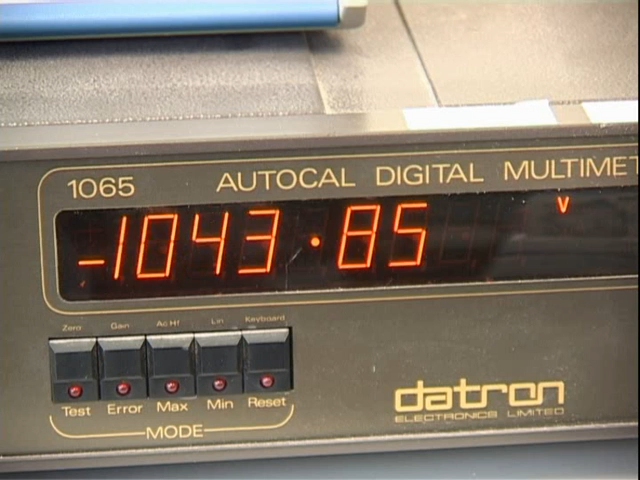 1065 AUTOCAL DIGITAL MULTIMET
-1043.85 V
Zero Gain Ac Hf Lin Keyboard
Test Error Max Min Reset
MODE
datron
ELECTRONICS LIMITED